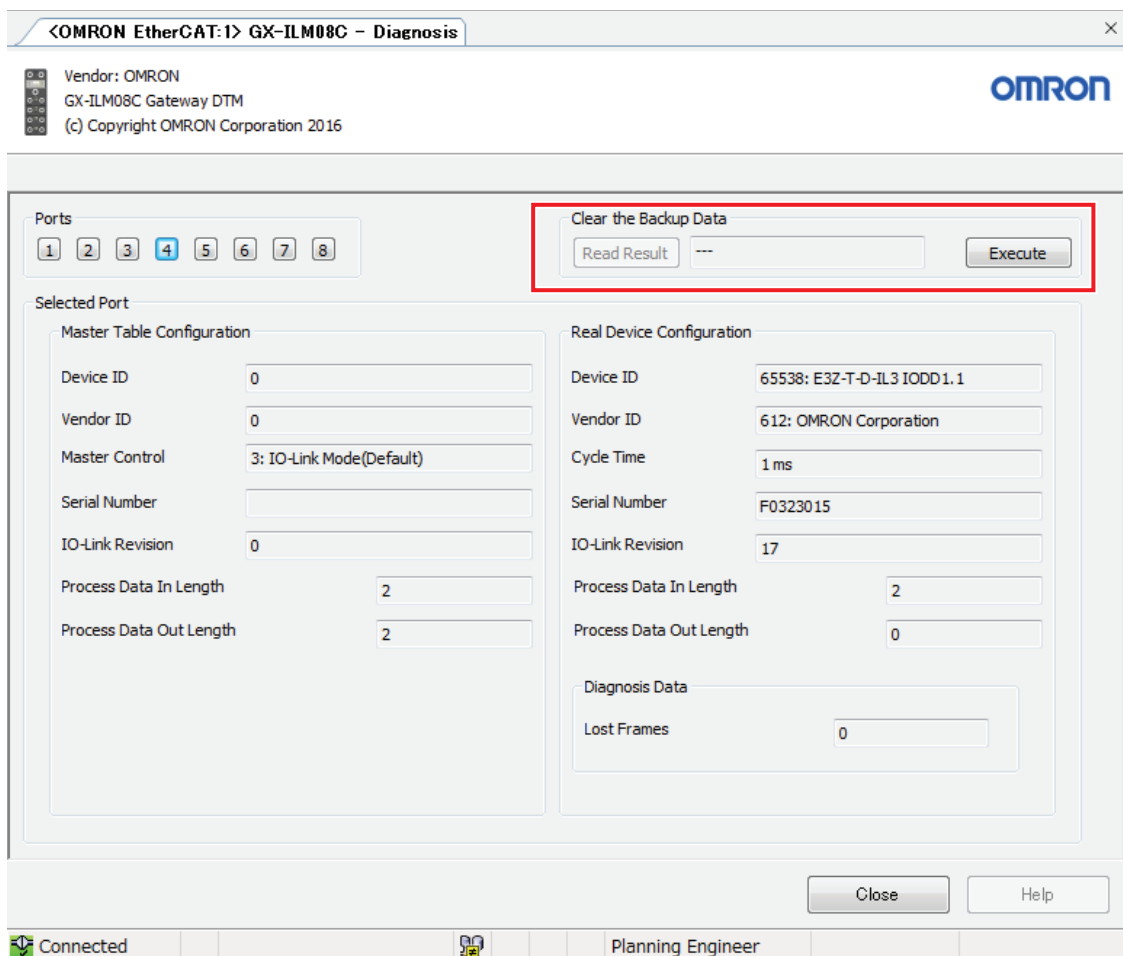 <OMRON EtherCAT:1> GX-ILM08C - Diagnosis
Vendor: OMRON
GX-ILM08C Gateway DTM
(c) Copyright OMRON Corporation 2016
OMRON
Ports
1 2 3 4 5 6 7 8
Clear the Backup Data
Read Result --- Execute
Selected Port
Master Table Configuration
Device ID 0
Vendor ID 0
Master Control 3: IO-Link Mode(Default)
Serial Number
IO-Link Revision 0
Process Data In Length 2
Process Data Out Length 2
Real Device Configuration
Device ID 65538: E3Z-T-D-IL3 IODD1.1
Vendor ID 612: OMRON Corporation
Cycle Time 1 ms
Serial Number F0323015
IO-Link Revision 17
Process Data In Length 2
Process Data Out Length 0
Diagnosis Data
Lost Frames 0
Close Help
Connected Planning Engineer